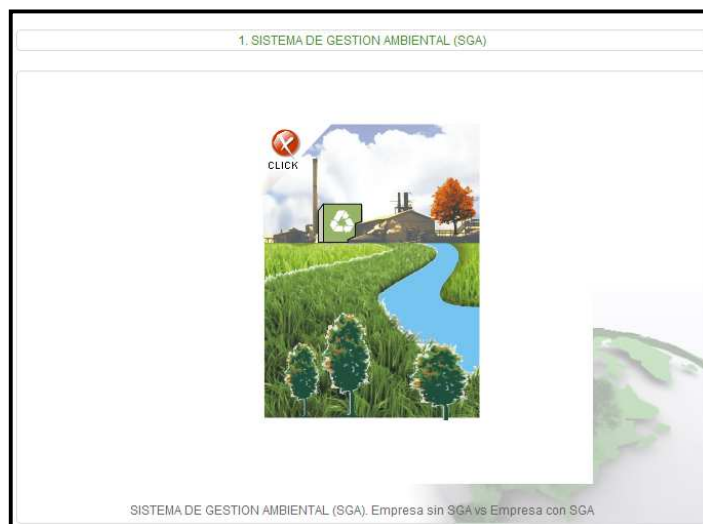 1. SISTEMA DE GESTION AMBIENTAL (SGA)
CLICK
SISTEMA DE GESTION AMBIENTAL (SGA). Empresa sin SGA vs Empresa con SGA